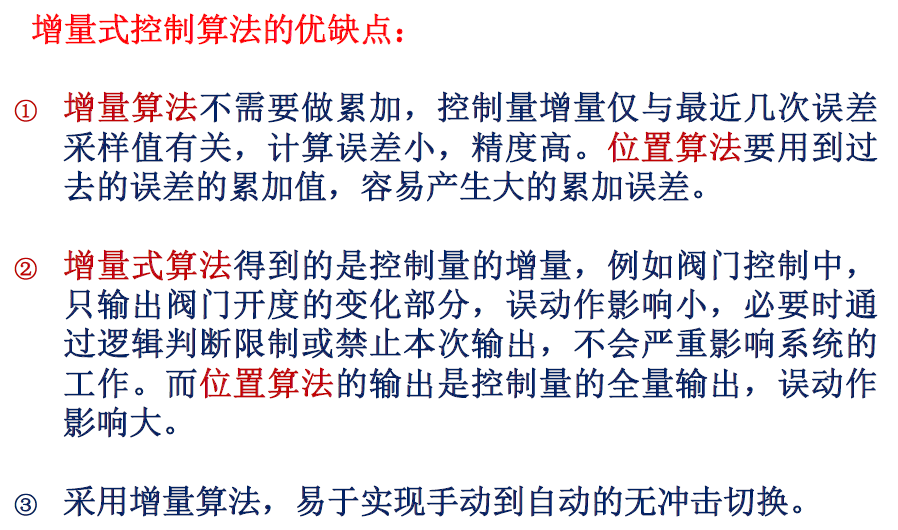 增量式控制算法的优缺点：
① 增量算法不需要做累加，控制量增量仅与最近几次误差
采样值有关，计算误差小，精度高。位置算法要用到过
去的误差的累加值，容易产生大的累加误差。
② 增量式算法得到的是控制量的增量，例如阀门控制中，
只输出阀门开度的变化部分，误动作影响小，必要时通
过逻辑判断限制或禁止本次输出，不会严重影响系统的
工作。而位置算法的输出是控制量的全量输出，误动作
影响大。
③ 采用增量算法，易于实现手动到自动的无冲击切换。